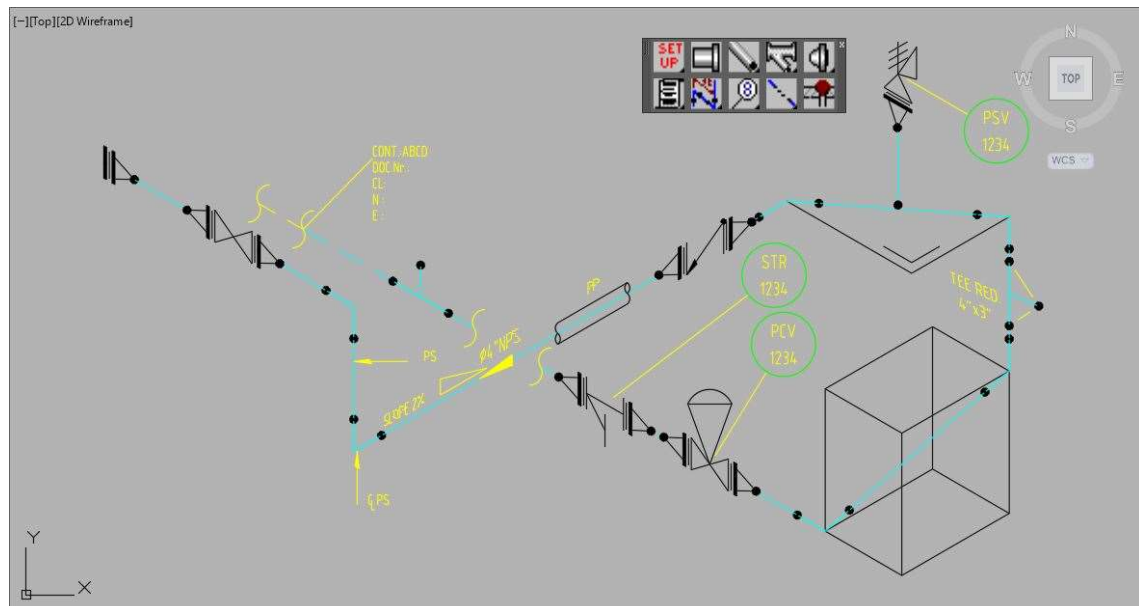 [–][Top][2D Wireframe]
SET
UP
8
N
W
TOP
E
S
WCS
PSV
1234
CONT.:ABCD
DOC Nr.:
CL:
N :
E :
STR
1234
PP
TEE RED
4"x3"
PCV
1234
Ø4"NPS
PS
SLOPE 2%
℄ PS
Y
X